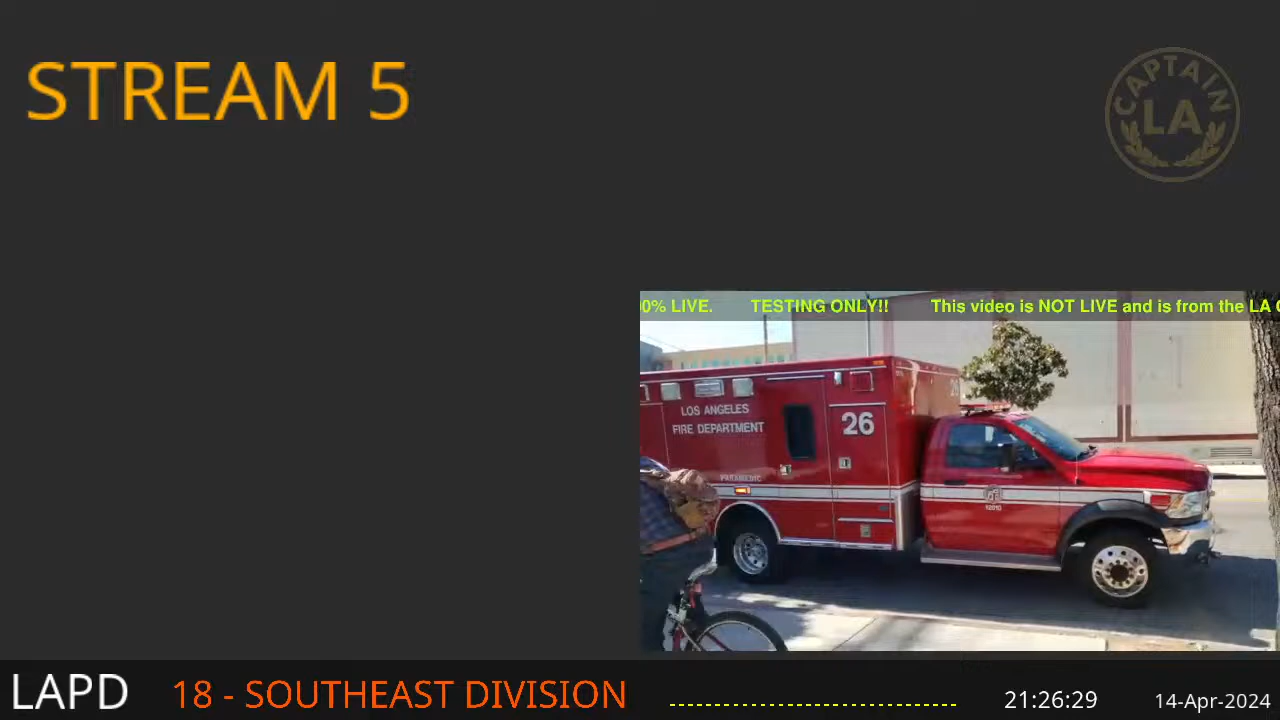 STREAM 5
CAPTAIN
LA
0% LIVE. TESTING ONLY!! This video is NOT LIVE and is from the LA
LOS ANGELES
FIRE DEPARTMENT
26
PARAMEDIC
LAPD 18 - SOUTHEAST DIVISION 21:26:29 14-Apr-2024